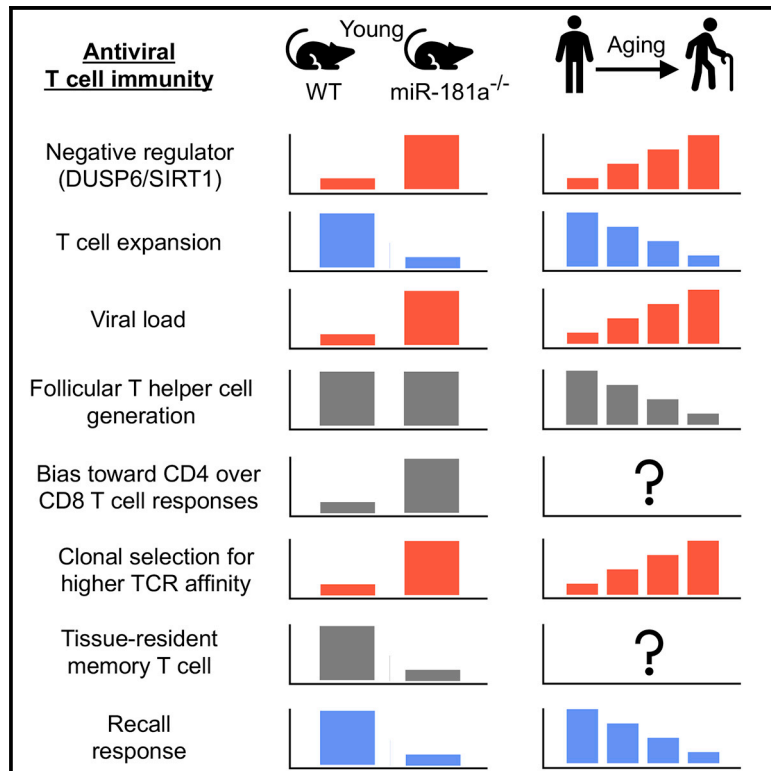 Antiviral
T cell immunity
Young
WT
miR-181a-/-
Aging
Negative regulator
(DUSP6/SIRT1)
T cell expansion
Viral load
Follicular T helper cell
generation
Bias toward CD4 over
CD8 T cell responses
?
Clonal selection for
higher TCR affinity
Tissue-resident
memory T cell
?
Recall
response